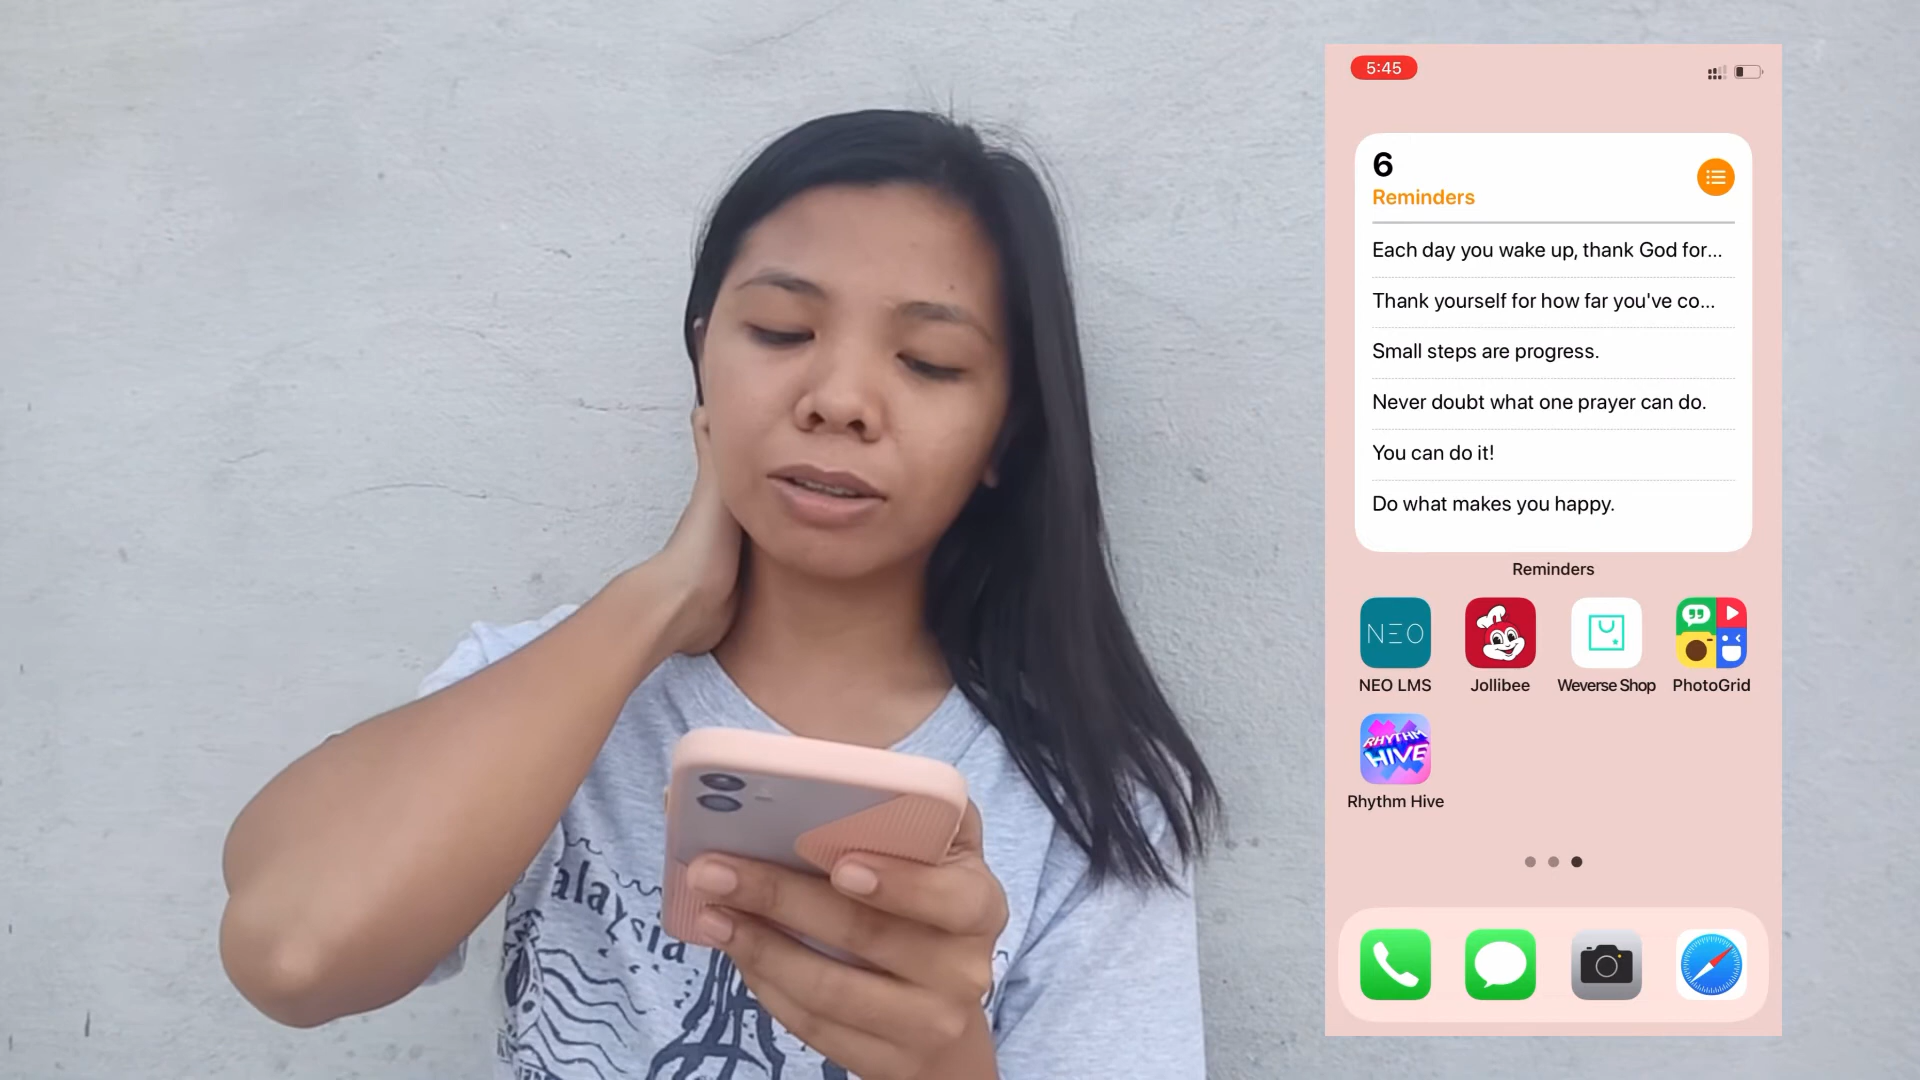 alaysia
5:45
6
Reminders
Each day you wake up, thank God for...
Thank yourself for how far you've co...
Small steps are progress.
Never doubt what one prayer can do.
You can do it!
Do what makes you happy.
Reminders
NEO
NEO LMS
Jollibee
Weverse Shop
PhotoGrid
RHYTHM
HIVE
Rhythm Hive